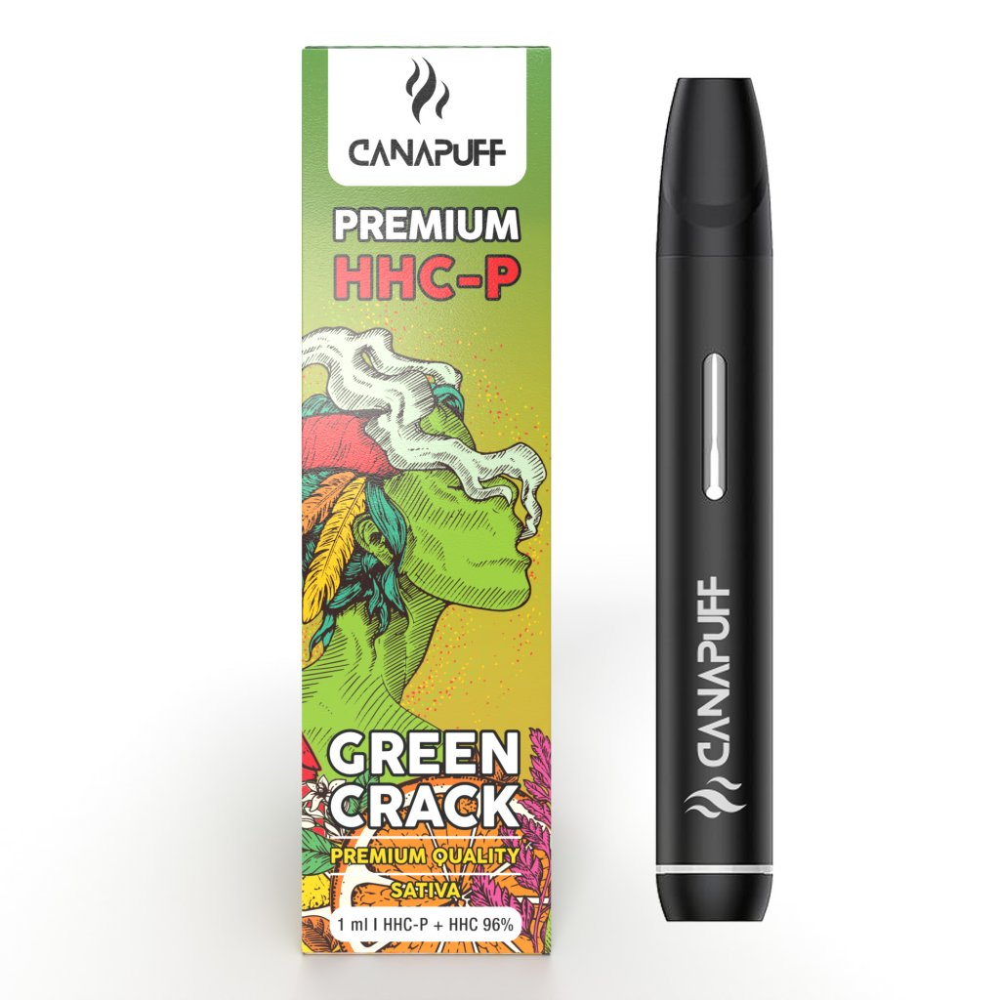 CANAPUFF
PREMIUM
HHC-P
GREEN
CRACK
PREMIUM QUALITY
SATIVA
1 ml I HHC-P + HHC 96%
CANAPUFF